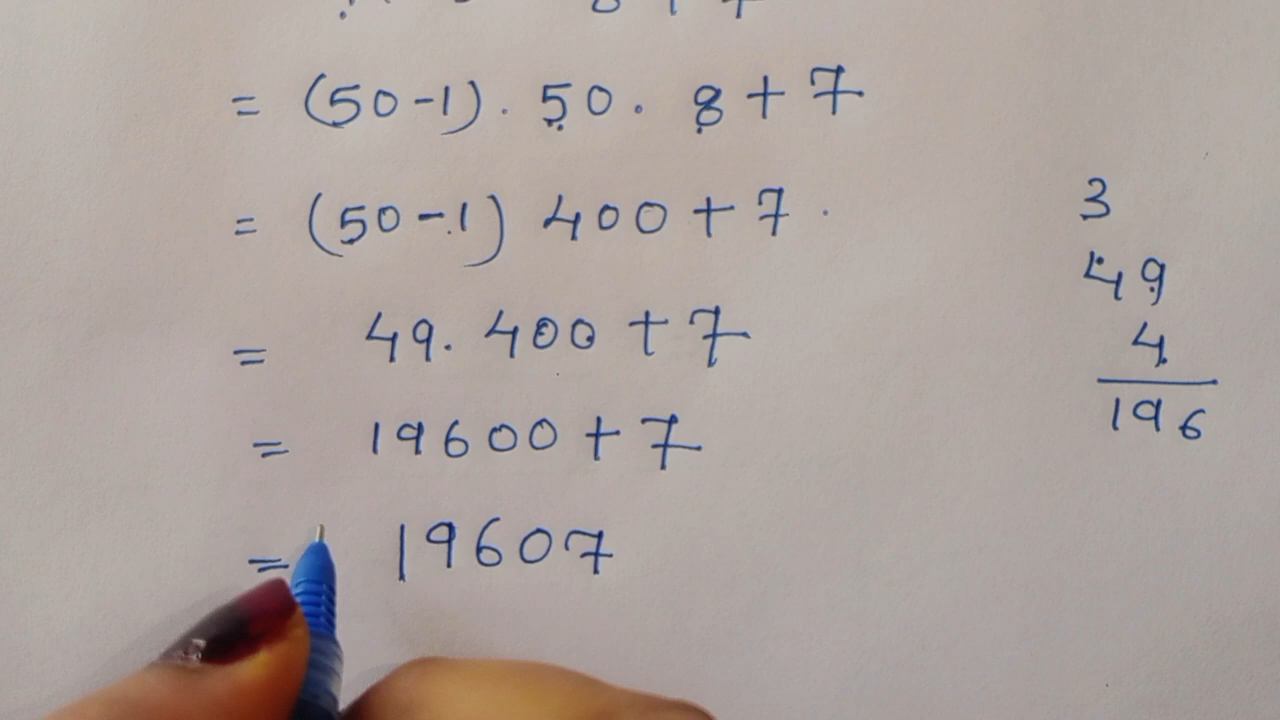 = (50-1). 50. 8+7
= (50-1) 400+7.
= 49. 400+7
= 19600+7
= 19607
3
49
4
196